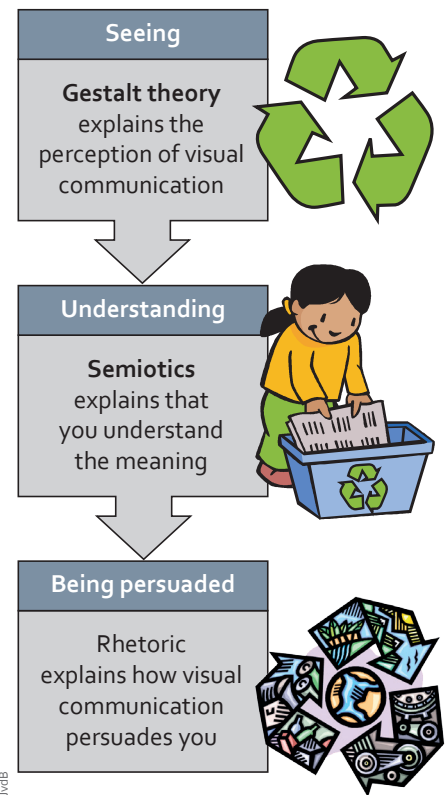 Seeing
Gestalt theory
explains the
perception of visual
communication
Understanding
Semiotics
explains that
you understand
the meaning
Being persuaded
Rhetoric
explains how visual
communication
persuades you
JvdB